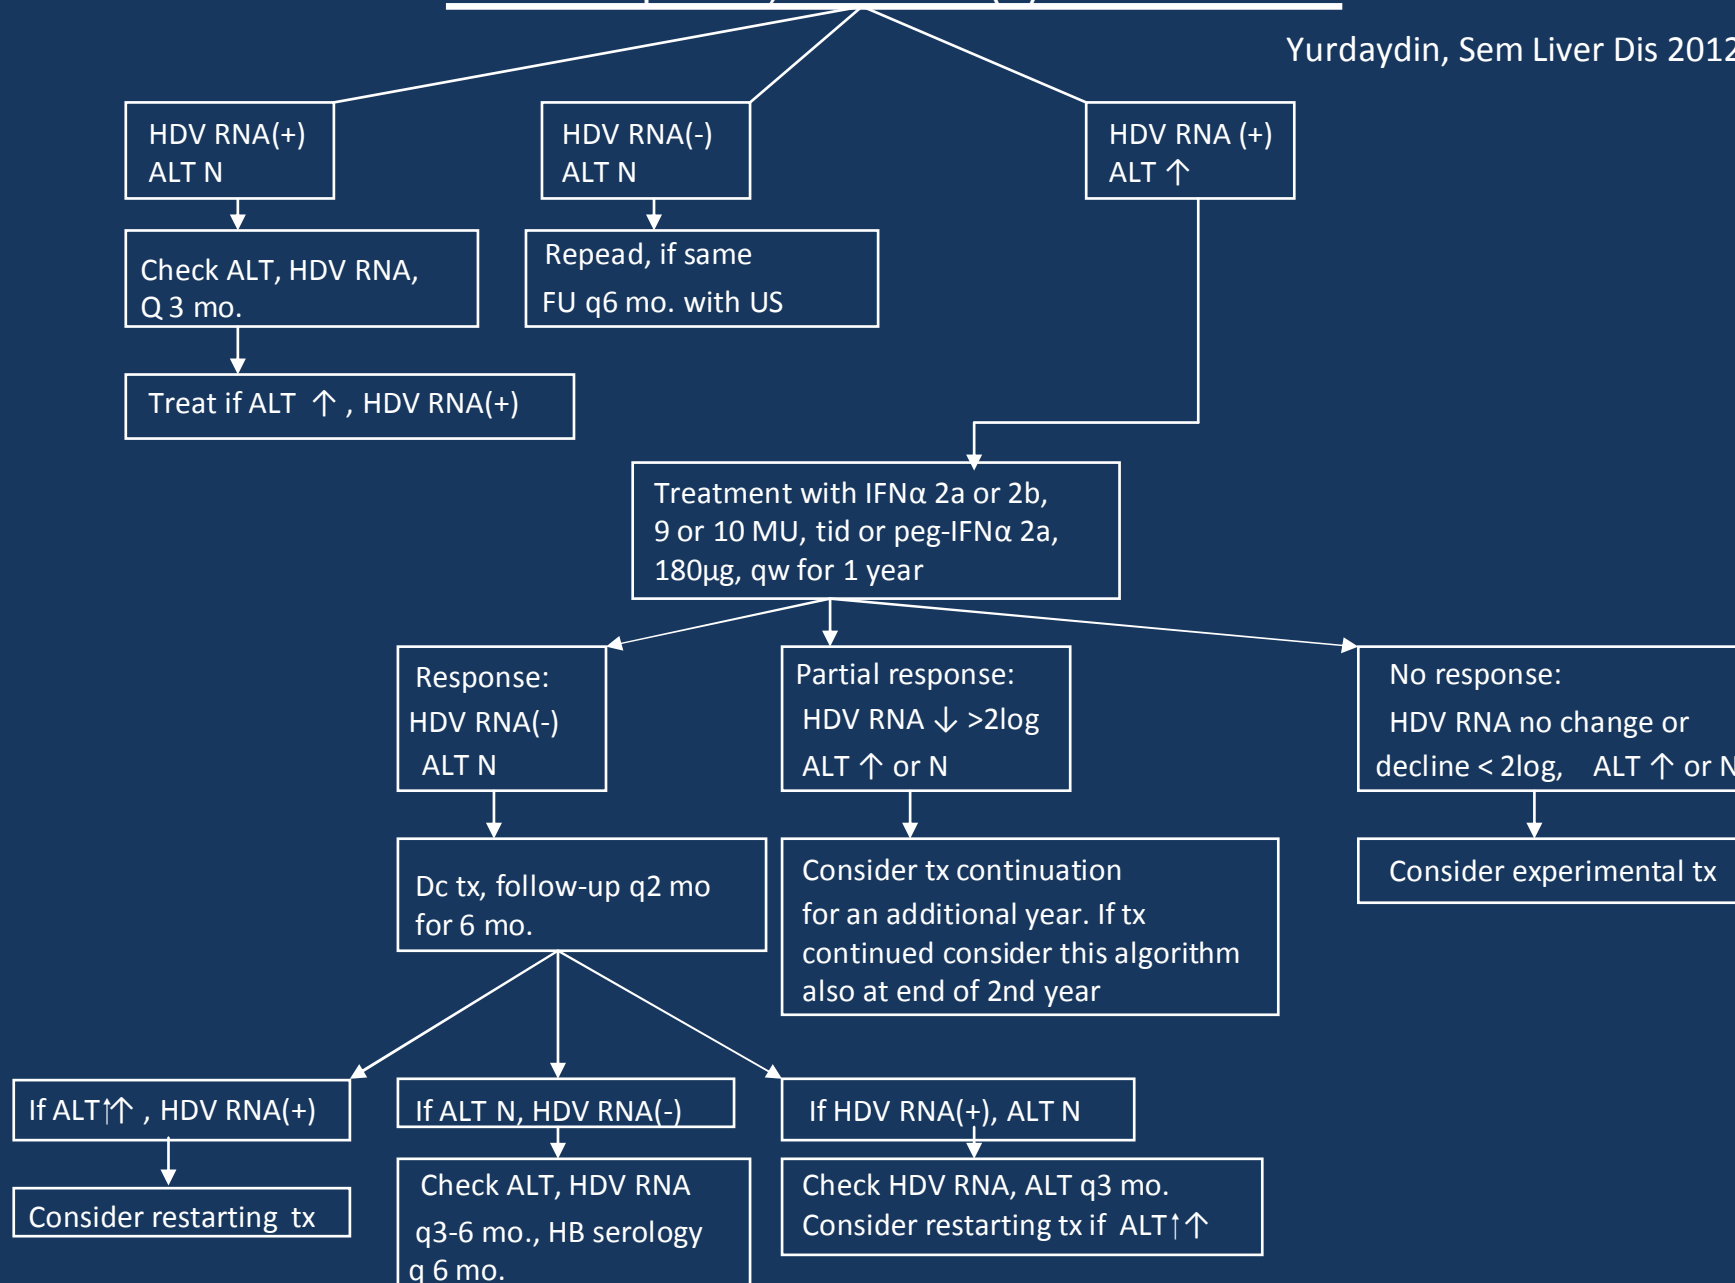 Yurdaydin, Sem Liver Dis 2012
HDV RNA(+)
ALT N
HDV RNA(-)
ALT N
HDV RNA (+)
ALT ↑
Check ALT, HDV RNA,
Q 3 mo.
Repead, if same
FU q6 mo. with US
Treat if ALT ↑ , HDV RNA(+)
Treatment with IFNα 2a or 2b,
9 or 10 MU, tid or peg-IFNα 2a,
180µg, qw for 1 year
Response:
HDV RNA(-)
ALT N
Partial response:
HDV RNA ↓ >2log
ALT ↑ or N
No response:
HDV RNA no change or
decline < 2log, ALT ↑ or N
Dc tx, follow-up q2 mo
for 6 mo.
Consider tx continuation
for an additional year. If tx
continued consider this algorithm
also at end of 2nd year
Consider experimental tx
If ALT↑↑ , HDV RNA(+)
If ALT N, HDV RNA(-)
If HDV RNA(+), ALT N
Consider restarting tx
Check ALT, HDV RNA
q3-6 mo., HB serology
q 6 mo.
Check HDV RNA, ALT q3 mo.
Consider restarting tx if ALT↑↑